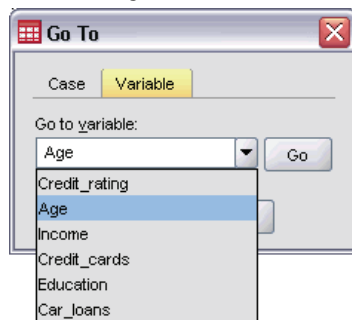 Go To
Case Variable
Go to variable:
Age Go
Credit_rating
Age
Income
Credit_cards
Education
Car_loans